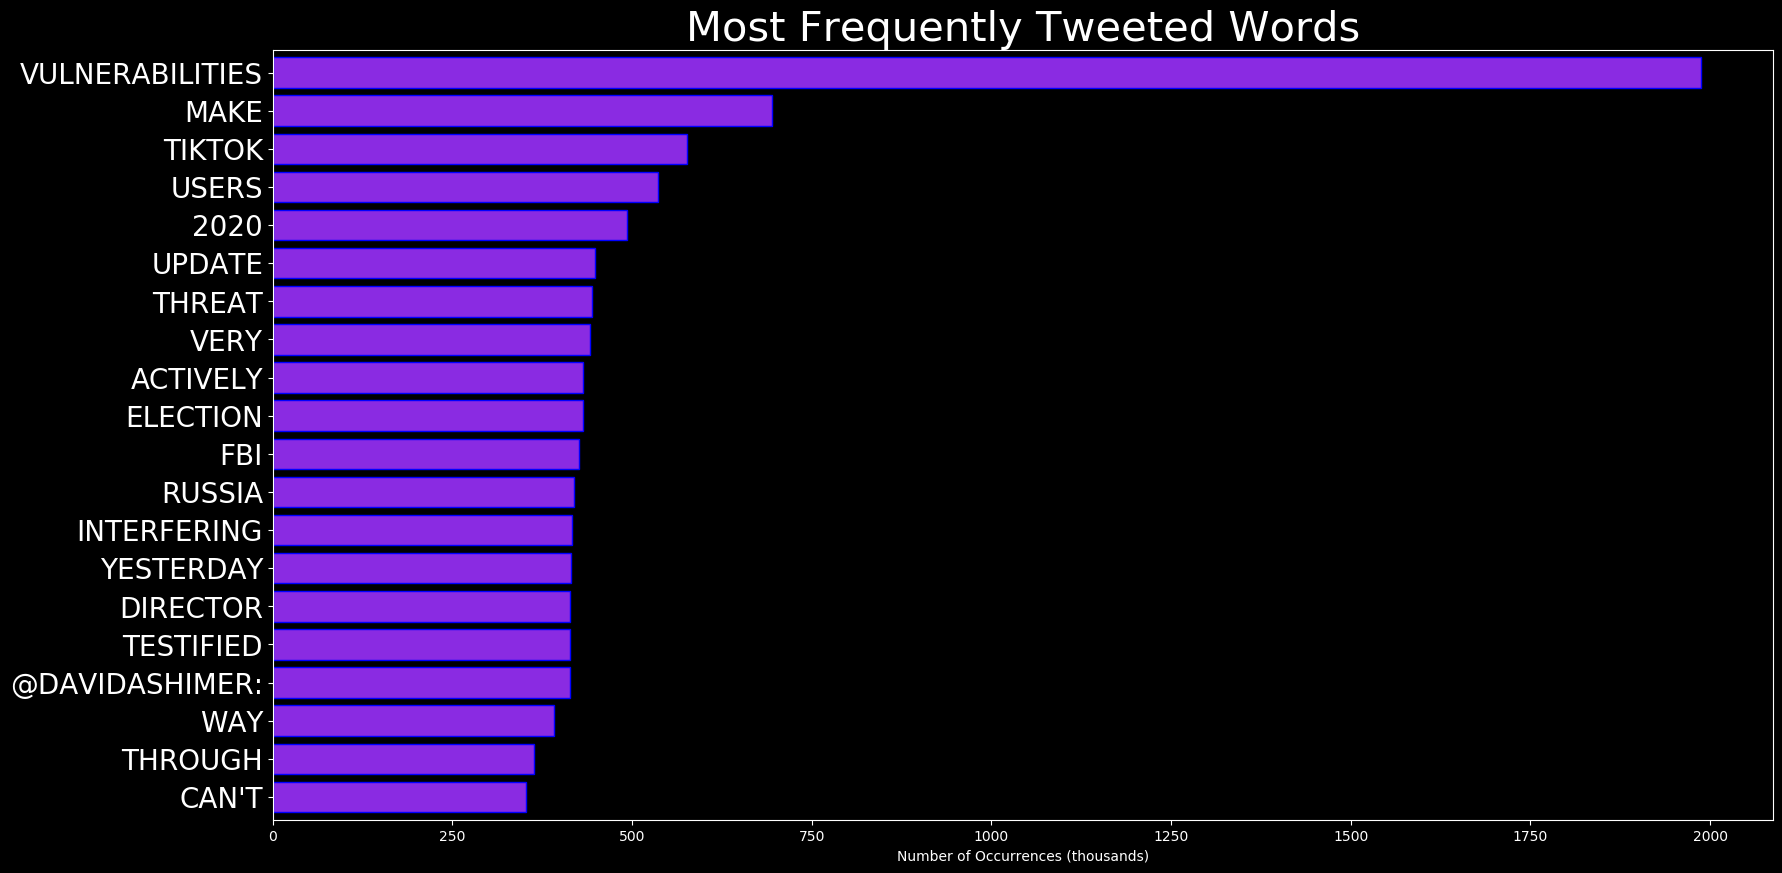 Most Frequently Tweeted Words
VULNERABILITIES
MAKE
TIKTOK
USERS
2020
UPDATE
THREAT
VERY
ACTIVELY
ELECTION
FBI
RUSSIA
INTERFERING
YESTERDAY
DIRECTOR
TESTIFIED
@DAVIDASHIMER:
WAY
THROUGH
CAN'T
0 250 500 750 1000 1250 1500 1750 2000
Number of Occurrences (thousands)